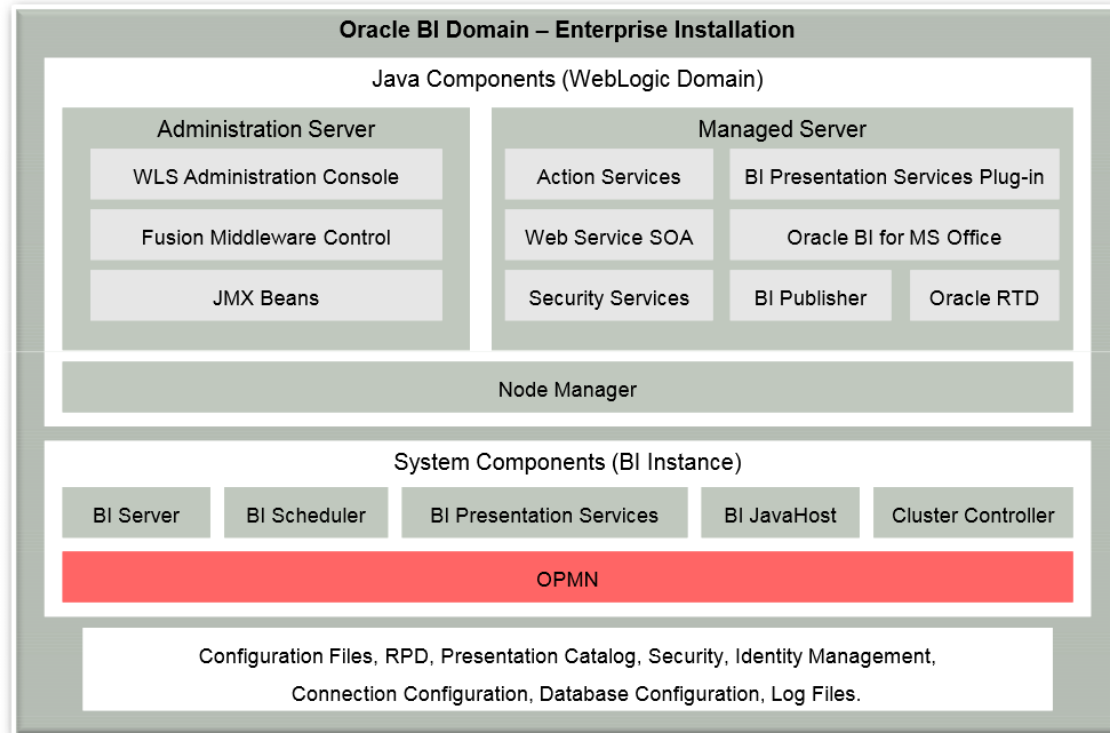 Oracle BI Domain – Enterprise Installation
Java Components (WebLogic Domain)
Administration Server
WLS Administration Console
Fusion Middleware Control
JMX Beans
Managed Server
Action Services
BI Presentation Services Plug-in
Web Service SOA
Oracle BI for MS Office
Security Services
BI Publisher
Oracle RTD
Node Manager
System Components (BI Instance)
BI Server
BI Scheduler
BI Presentation Services
BI JavaHost
Cluster Controller
OPMN
Configuration Files, RPD, Presentation Catalog, Security, Identity Management,
Connection Configuration, Database Configuration, Log Files.